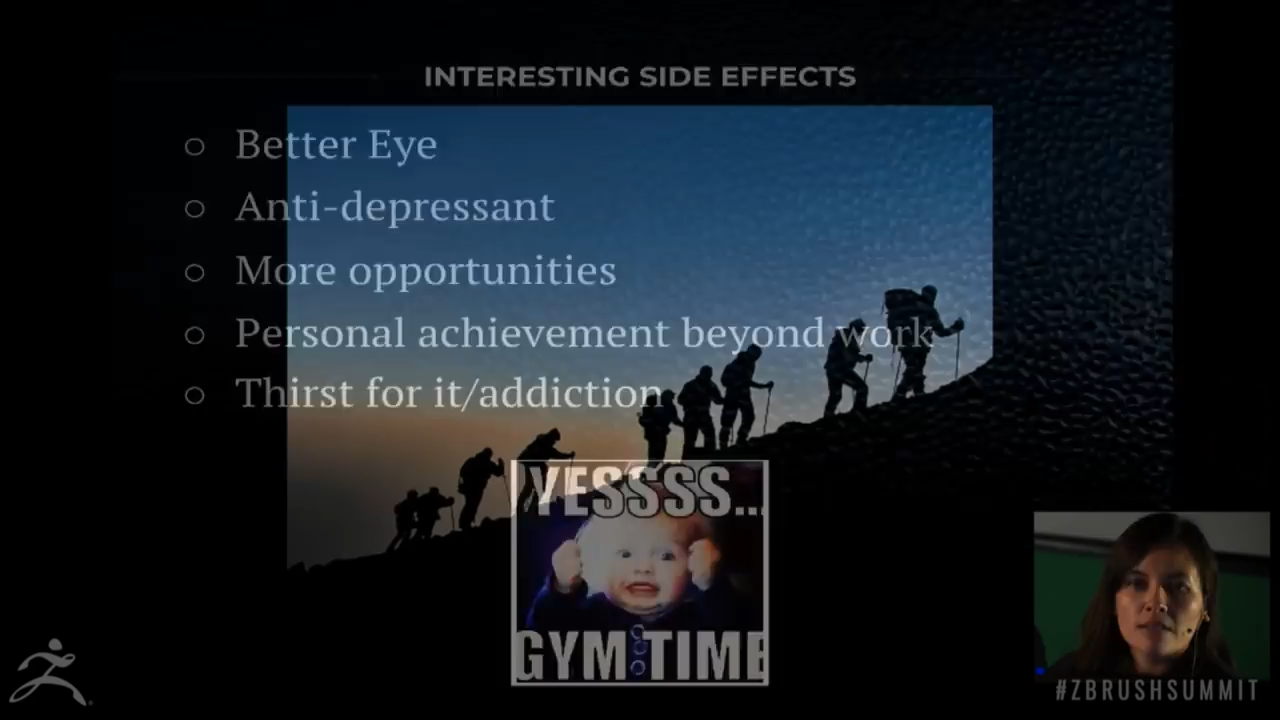 INTERESTING SIDE EFFECTS
Better Eye
Anti-depressant
More opportunities
Personal achievement beyond work
Thirst for it/addiction
YESSSS...
GYM TIME
#ZBRUSHSUMMIT